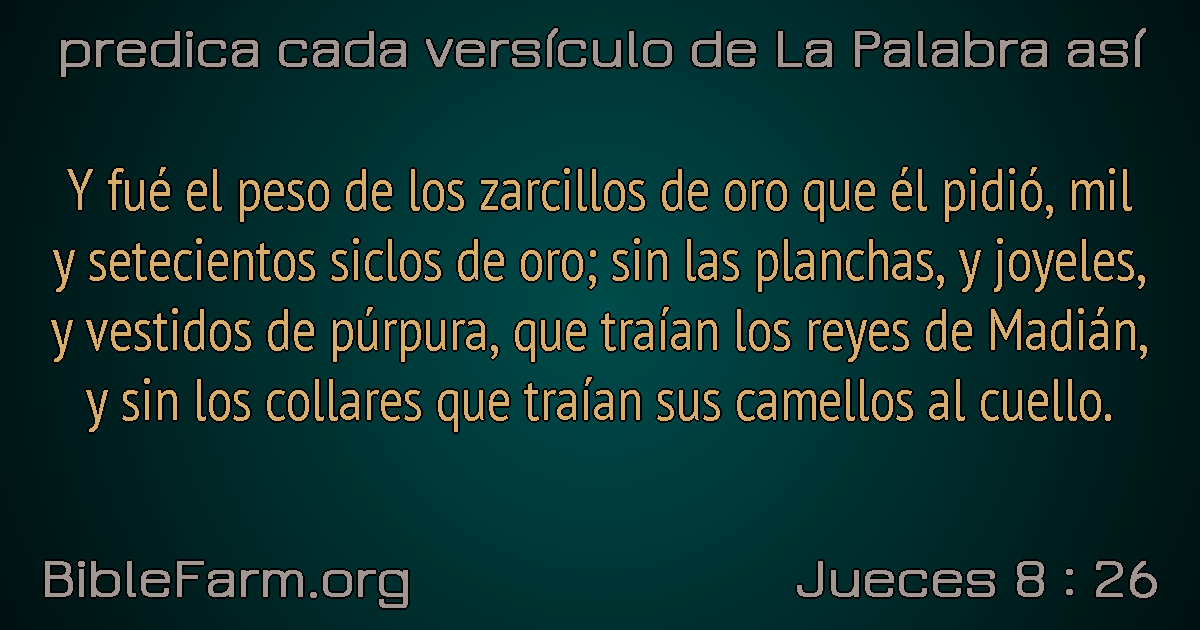 predica cada versículo de La Palabra así
Y fué el peso de los zarcillos de oro que él pidió, mil
y setecientos siclos de oro; sin las planchas, y joyeles,
y vestidos de púrpura, que traían los reyes de Madián,
y sin los collares que traían sus camellos al cuello.
BibleFarm.org
Jueces 8 : 26